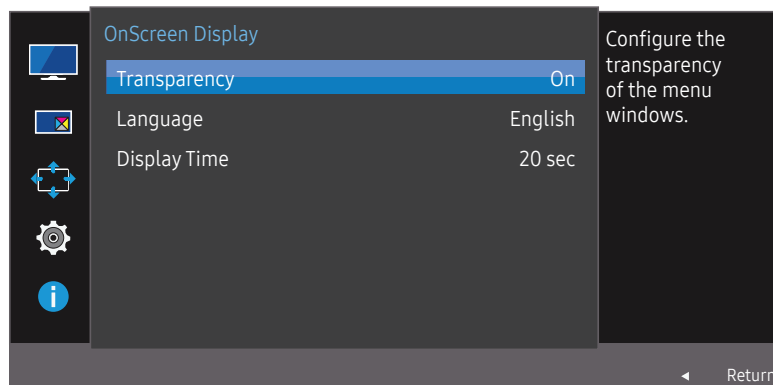 OnScreen Display
Transparency On
Language English
Display Time 20 sec
Configure the
transparency
of the menu
windows.
Return